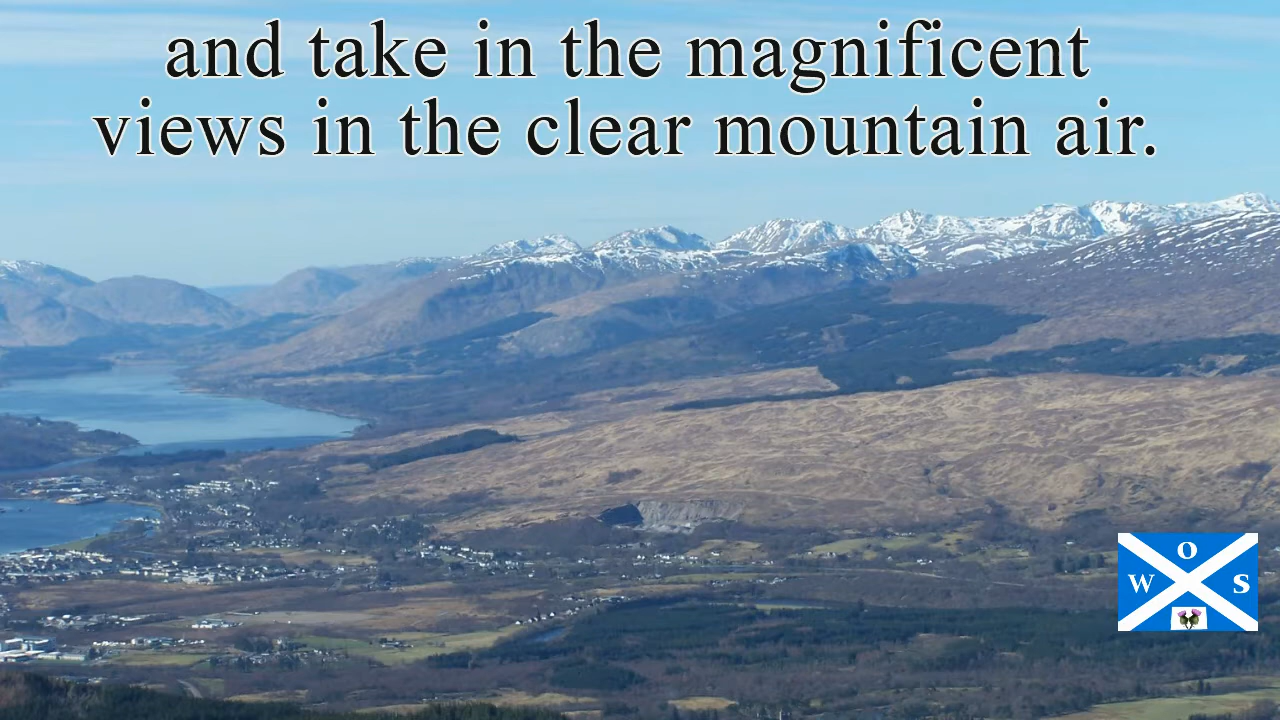 and take in the magnificent
views in the clear mountain air.
O
W S